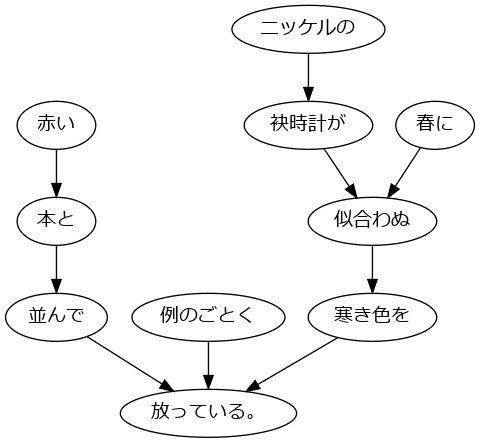 ニッケルの
袂時計が
春に
赤い
本と
似合わぬ
並んで
例のごとく
寒き色を
放っている。